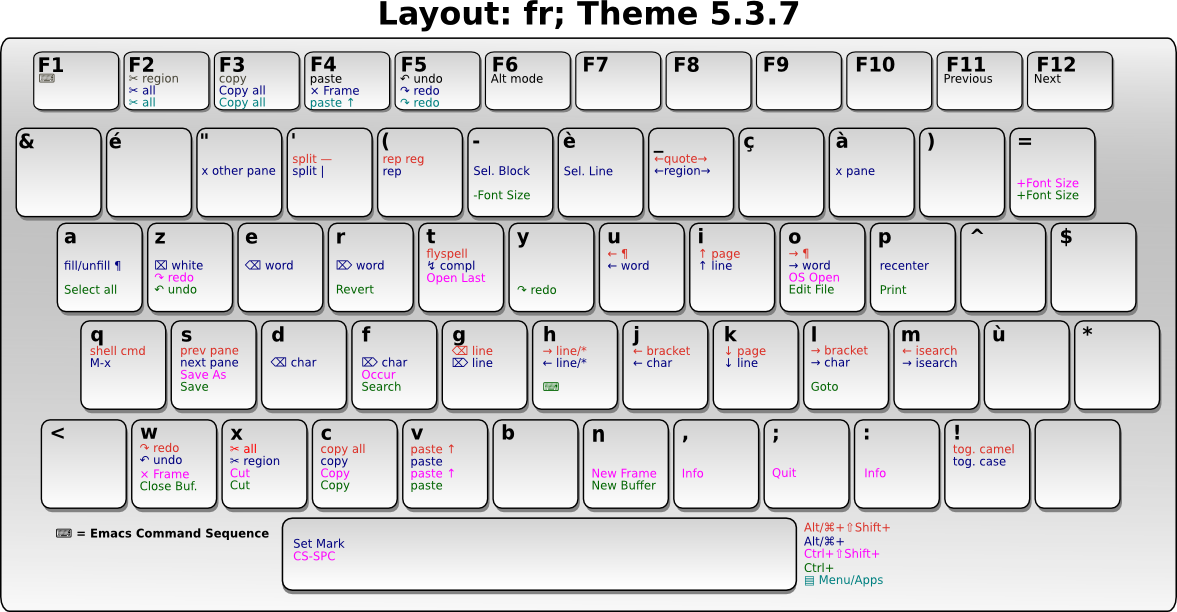 Layout: fr; Theme 5.3.7
F1
⌨
F2
✂ region
✂ all
✂ all
F3
copy
Copy all
Copy all
F4
paste
× Frame
paste ↑
F5
↶ undo
↷ redo
↷ redo
F6
Alt mode
F7
F8
F9
F10
F11
Previous
F12
Next
&
é
"
x other pane
'
split —
split |
(
rep reg
rep
-
Sel. Block
-Font Size
è
Sel. Line
_
←quote→
←region→
ç
à
x pane
)
=
+Font Size
+Font Size
a
fill/unfill ¶
Select all
z
⌧ white
↷ redo
↶ undo
e
⌫ word
r
⌦ word
Revert
t
flyspell
↯ compl
Open Last
y
↷ redo
u
← ¶
← word
i
↑ page
↑ line
o
→ ¶
→ word
OS Open
Edit File
p
recenter
Print
^
$
q
shell cmd
M-x
s
prev pane
next pane
Save As
Save
d
⌫ char
f
⌦ char
Occur
Search
g
⌫ line
⌦ line
h
→ line/*
← line/*
⌨
j
← bracket
← char
k
↓ page
↓ line
l
→ bracket
→ char
Goto
m
← isearch
→ isearch
ù
*
<
w
↷ redo
↶ undo
× Frame
Close Buf.
x
✂ all
✂ region
Cut
Cut
c
copy all
copy
Copy
Copy
v
paste ↑
paste
paste ↑
paste
b
n
New Frame
New Buffer
,
Info
;
Quit
:
Info
!
tog. camel
tog. case
⌨ = Emacs Command Sequence
Set Mark
CS-SPC
Alt/⌘+⇧Shift+
Alt/⌘+
Ctrl+⇧Shift+
Ctrl+
▤ Menu/Apps